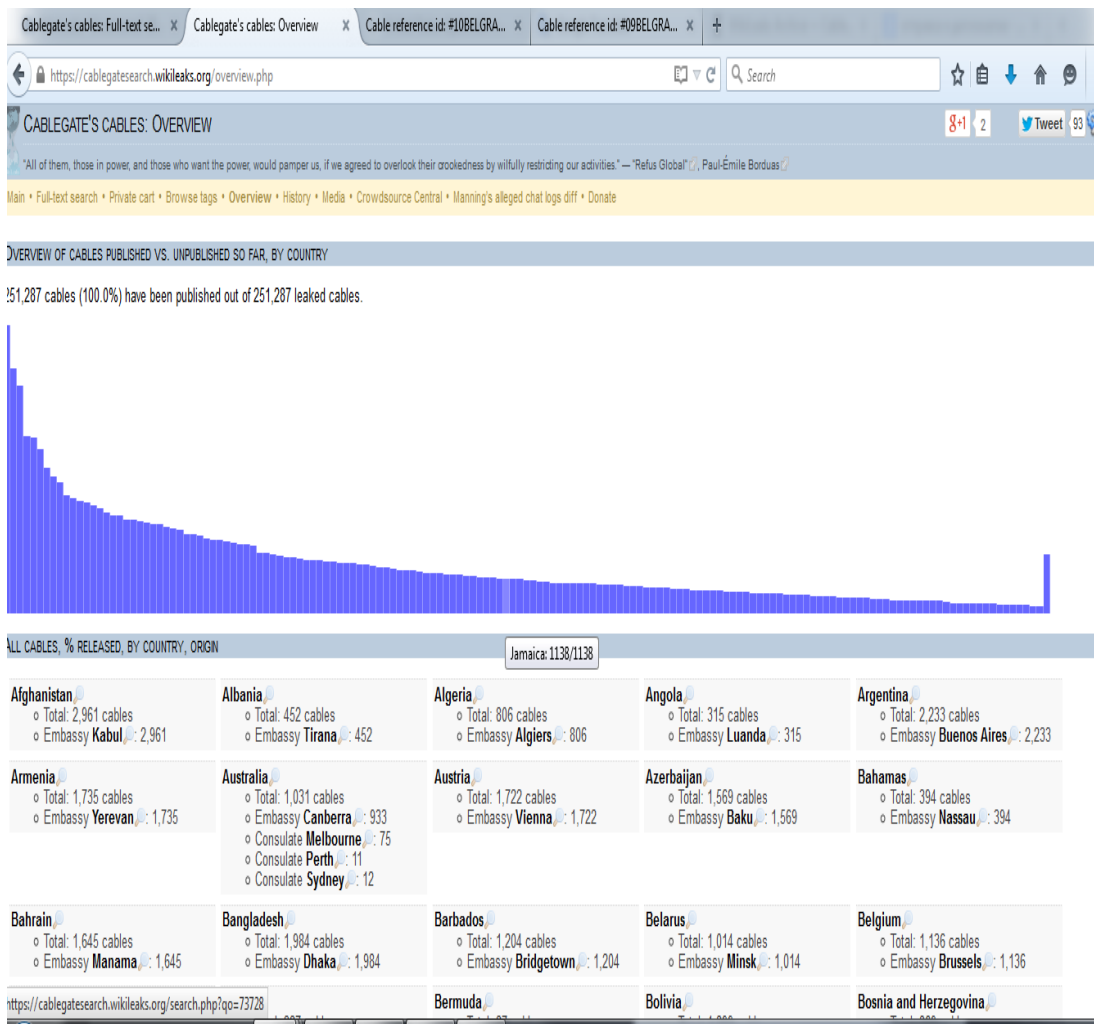 Cablegate's cables: Full-text se... × Cablegate's cables: Overview × Cable reference id: #10BELGRA... × Cable reference id: #09BELGRA... × +
https://cablegatesearch.wikileaks.org/overview.php Search
CABLEGATE'S CABLES: OVERVIEW g+1 2 Tweet 93
"All of them, those in power, and those who want the power, would pamper us, if we agreed to overlook their crookedness by wilfully restricting our activities." — "Refus Global", Paul-Émile Borduas
Main • Full-text search • Private cart • Browse tags • Overview • History • Media • Crowdsource Central • Manning's alleged chat logs diff • Donate
OVERVIEW OF CABLES PUBLISHED VS. UNPUBLISHED SO FAR, BY COUNTRY
251,287 cables (100.0%) have been published out of 251,287 leaked cables.
ALL CABLES, % RELEASED, BY COUNTRY, ORIGIN
Jamaica: 1138/1138
Afghanistan
Total: 2,961 cables
Embassy Kabul: 2,961
Albania
Total: 452 cables
Embassy Tirana: 452
Algeria
Total: 806 cables
Embassy Algiers: 806
Angola
Total: 315 cables
Embassy Luanda: 315
Argentina
Total: 2,233 cables
Embassy Buenos Aires: 2,233
Armenia
Total: 1,735 cables
Embassy Yerevan: 1,735
Australia
Total: 1,031 cables
Embassy Canberra: 933
Consulate Melbourne: 75
Consulate Perth: 11
Consulate Sydney: 12
Austria
Total: 1,722 cables
Embassy Vienna: 1,722
Azerbaijan
Total: 1,569 cables
Embassy Baku: 1,569
Bahamas
Total: 394 cables
Embassy Nassau: 394
Bahrain
Total: 1,645 cables
Embassy Manama: 1,645
Bangladesh
Total: 1,984 cables
Embassy Dhaka: 1,984
Barbados
Total: 1,204 cables
Embassy Bridgetown: 1,204
Belarus
Total: 1,014 cables
Embassy Minsk: 1,014
Belgium
Total: 1,136 cables
Embassy Brussels: 1,136
https://cablegatesearch.wikileaks.org/search.php?qo=73728
Bermuda
Bolivia
Bosnia and Herzegovina